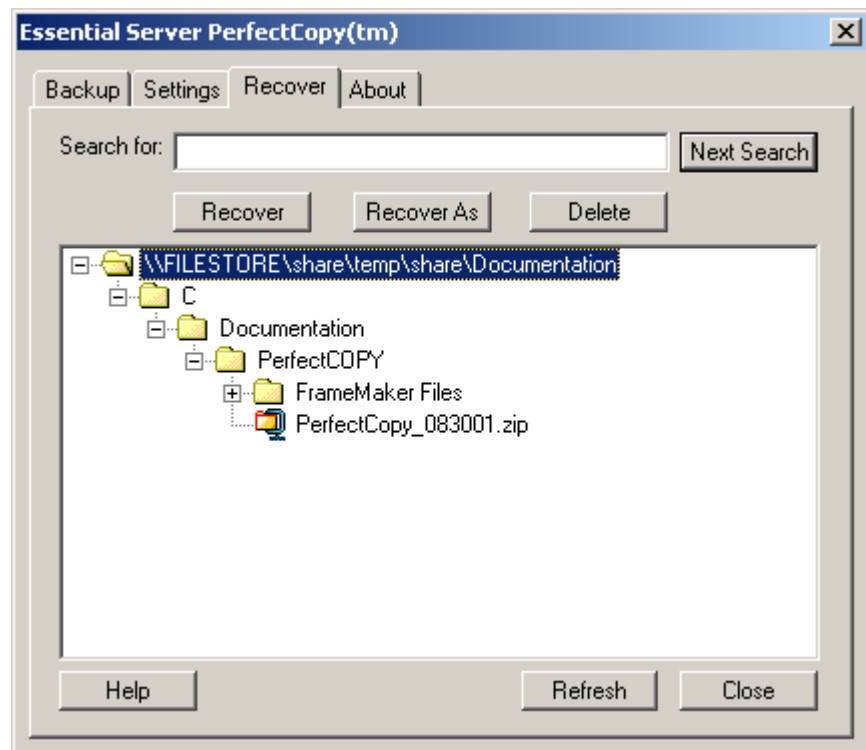 Essential Server PerfectCopy(tm)
Backup Settings Recover About
Search for: Next Search
Recover Recover As Delete
\\FILESTORE\share\temp\share\Documentation
C
Documentation
PerfectCOPY
FrameMaker Files
PerfectCopy_083001.zip
Help Refresh Close